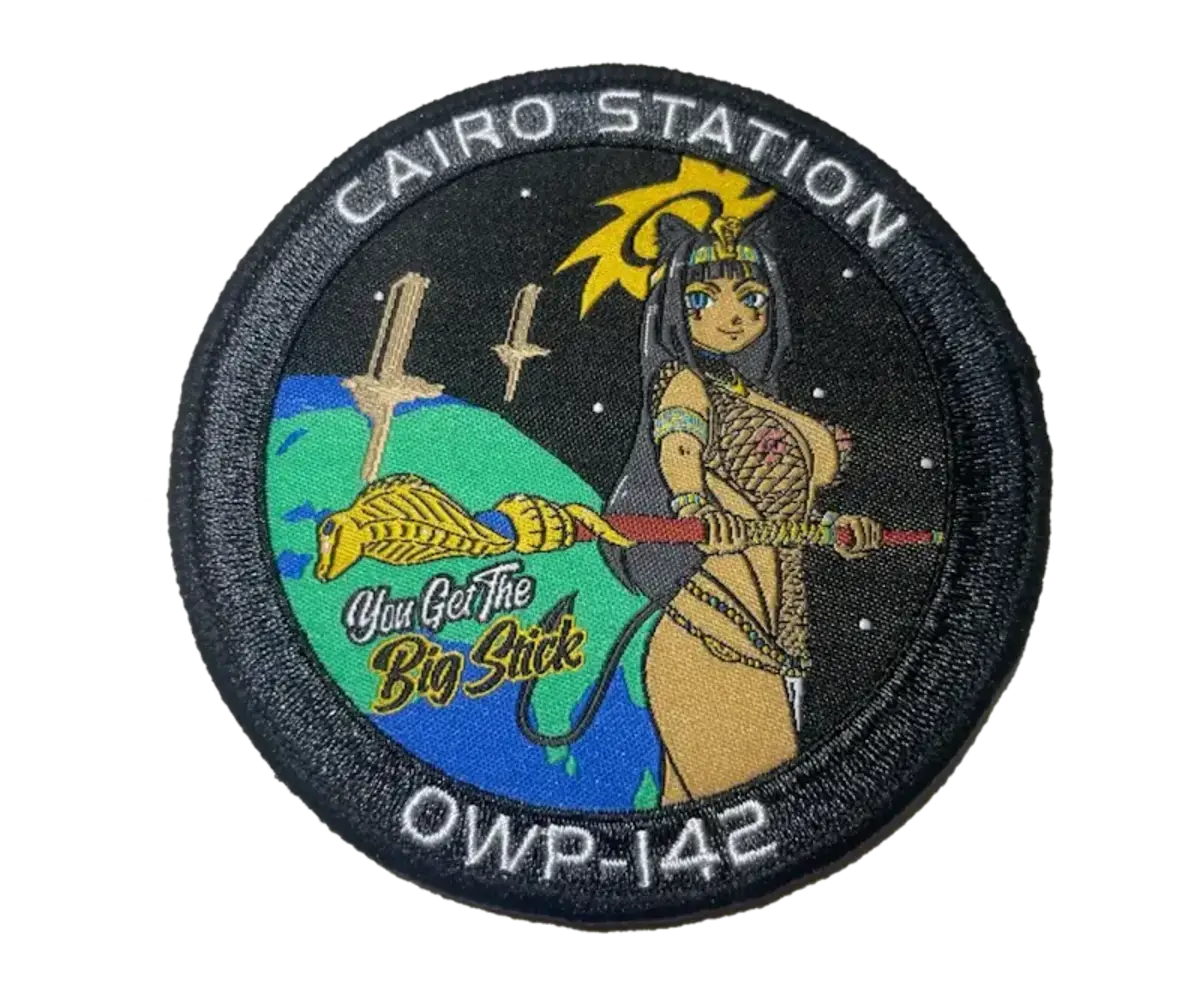 CAIRO STATION
You Get The
Big Stick
OWP-142